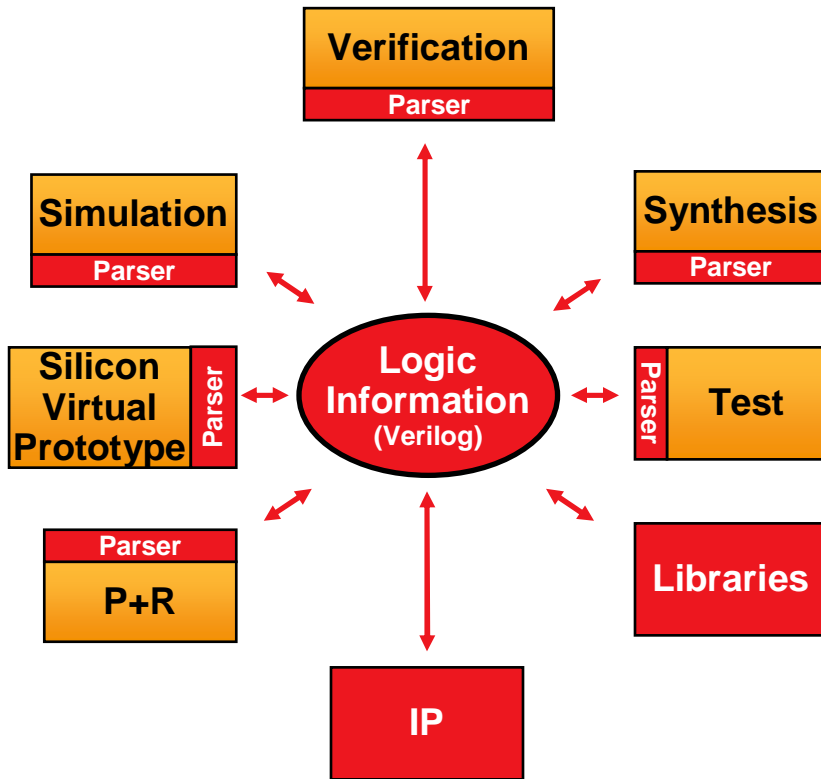 Verification
Parser
Simulation
Parser
Synthesis
Parser
Silicon
Virtual
Prototype
Parser
Logic
Information
(Verilog)
Parser
Test
Parser
P+R
Libraries
IP